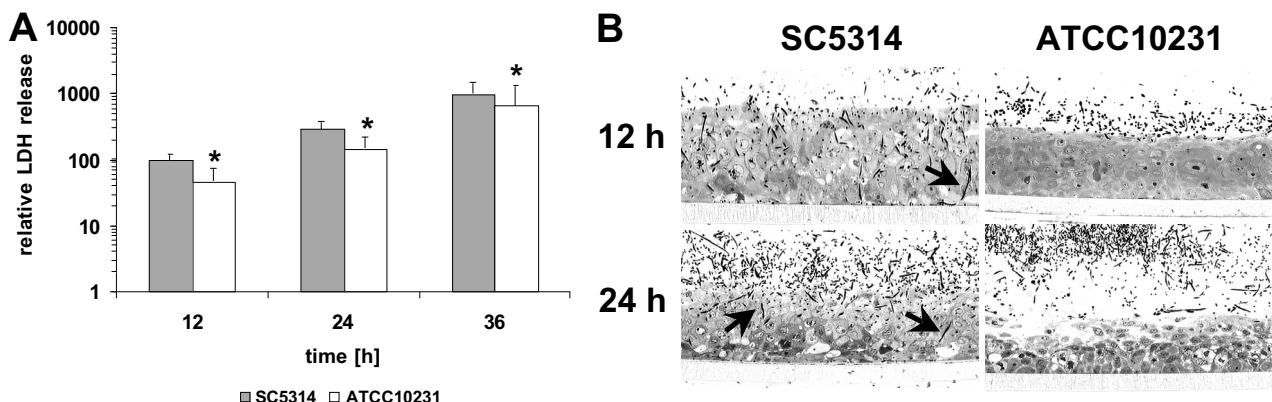 A
relative LDH release
10000
1000
100
10
1
*
*
*
12
24
36
time [h]
SC5314
ATCC10231
B
SC5314
ATCC10231
12 h
24 h